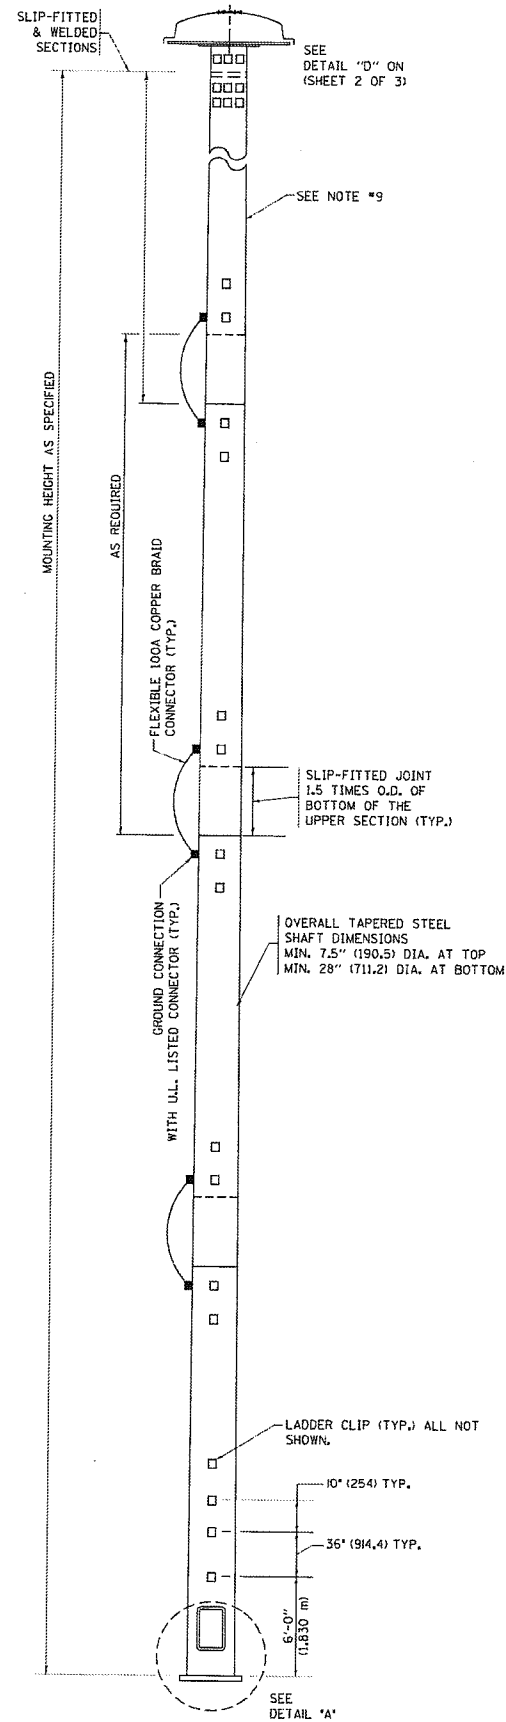 SLIP-FITTED
& WELDED
SECTIONS
SEE
DETAIL "D" ON
(SHEET 2 OF 3)
SEE NOTE #9
MOUNTING HEIGHT AS SPECIFIED
AS REQUIRED
FLEXIBLE 100A COPPER BRAID
CONNECTOR (TYP.)
SLIP-FITTED JOINT
1.5 TIMES O.D. OF
BOTTOM OF THE
UPPER SECTION (TYP.)
GROUND CONNECTION
WITH U.L. LISTED CONNECTOR (TYP.)
OVERALL TAPERED STEEL
SHAFT DIMENSIONS
MIN. 7.5" (190.5) DIA. AT TOP
MIN. 28" (711.2) DIA. AT BOTTOM
LADDER CLIP (TYP.) ALL NOT
SHOWN.
10" (254) TYP.
36" (914.4) TYP.
6'-0"
(1.830 m)
SEE
DETAIL "A"